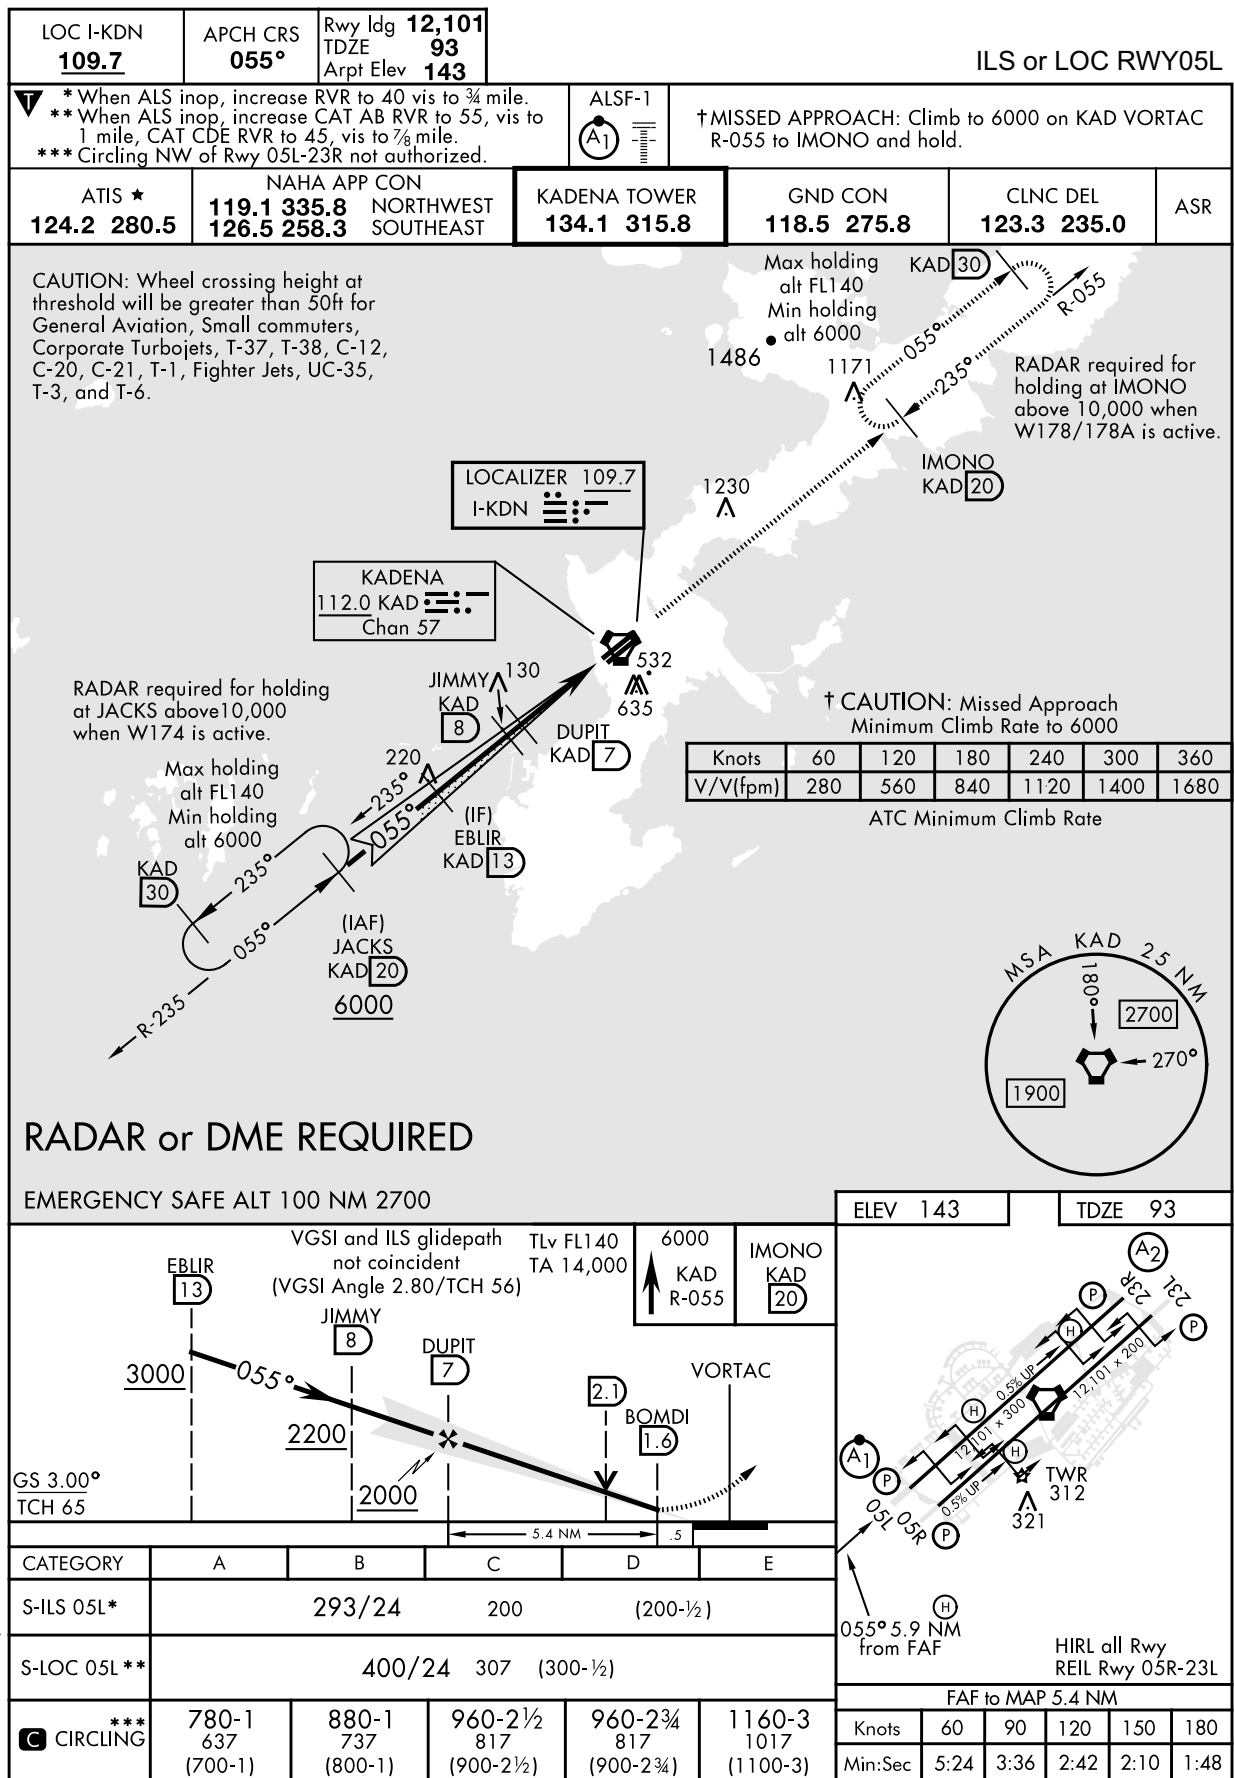 LOC I-KDN
109.7
APCH CRS
055°
Rwy ldg 12,101
TDZE 93
Arpt Elev 143
ILS or LOC RWY05L
T
* When ALS inop, increase RVR to 40 vis to ¾ mile.
** When ALS inop, increase CAT AB RVR to 55, vis to
1 mile, CAT CDE RVR to 45, vis to ⅞ mile.
*** Circling NW of Rwy 05L-23R not authorized.
ALSF-1
A1
†MISSED APPROACH: Climb to 6000 on KAD VORTAC
R-055 to IMONO and hold.
ATIS ★
124.2 280.5
NAHA APP CON
119.1 335.8 NORTHWEST
126.5 258.3 SOUTHEAST
KADENA TOWER
134.1 315.8
GND CON
118.5 275.8
CLNC DEL
123.3 235.0
ASR
CAUTION: Wheel crossing height at
threshold will be greater than 50ft for
General Aviation, Small commuters,
Corporate Turbojets, T-37, T-38, C-12,
C-20, C-21, T-1, Fighter Jets, UC-35,
T-3, and T-6.
Max holding
alt FL140
Min holding
alt 6000
KAD 30
R-055
055°
235°
1486
1171
RADAR required for
holding at IMONO
above 10,000 when
W178/178A is active.
IMONO
KAD 20
LOCALIZER 109.7
I-KDN
1230
KADENA
112.0 KAD
Chan 57
532
635
JIMMY
KAD
8
130
DUPIT
KAD 7
RADAR required for holding
at JACKS above10,000
when W174 is active.
220
235°
055°
Max holding
alt FL140
Min holding
alt 6000
(IF)
EBLIR
KAD 13
KAD
30
235°
055°
(IAF)
JACKS
KAD 20
6000
R-235
† CAUTION: Missed Approach
Minimum Climb Rate to 6000
Knots 60 120 180 240 300 360
V/V(fpm) 280 560 840 1120 1400 1680
ATC Minimum Climb Rate
MSA KAD 25 NM
180°
2700
270°
1900
RADAR or DME REQUIRED
EMERGENCY SAFE ALT 100 NM 2700
ELEV 143
TDZE 93
VGSI and ILS glidepath
not coincident
(VGSI Angle 2.80/TCH 56)
TLv FL140
TA 14,000
6000
KAD
R-055
IMONO
KAD
20
EBLIR
13
JIMMY
8
DUPIT
7
2.1
BOMDI
1.6
VORTAC
3000
055°
2200
2000
GS 3.00°
TCH 65
5.4 NM
.5
A2
23R
23L
P
P
H
0.5% UP
12,101 x 200
H
12,101 x 300
H
A1
P
0.5% UP
TWR
312
321
05L
05R
P
H
055° 5.9 NM
from FAF
HIRL all Rwy
REIL Rwy 05R-23L
CATEGORY A B C D E
S-ILS 05L* 293/24 200 (200-½)
S-LOC 05L** 400/24 307 (300-½)
C CIRCLING ***
780-1 880-1 960-2½ 960-2¾ 1160-3
637 737 817 817 1017
(700-1) (800-1) (900-2½) (900-2¾) (1100-3)
FAF to MAP 5.4 NM
Knots 60 90 120 150 180
Min:Sec 5:24 3:36 2:42 2:10 1:48